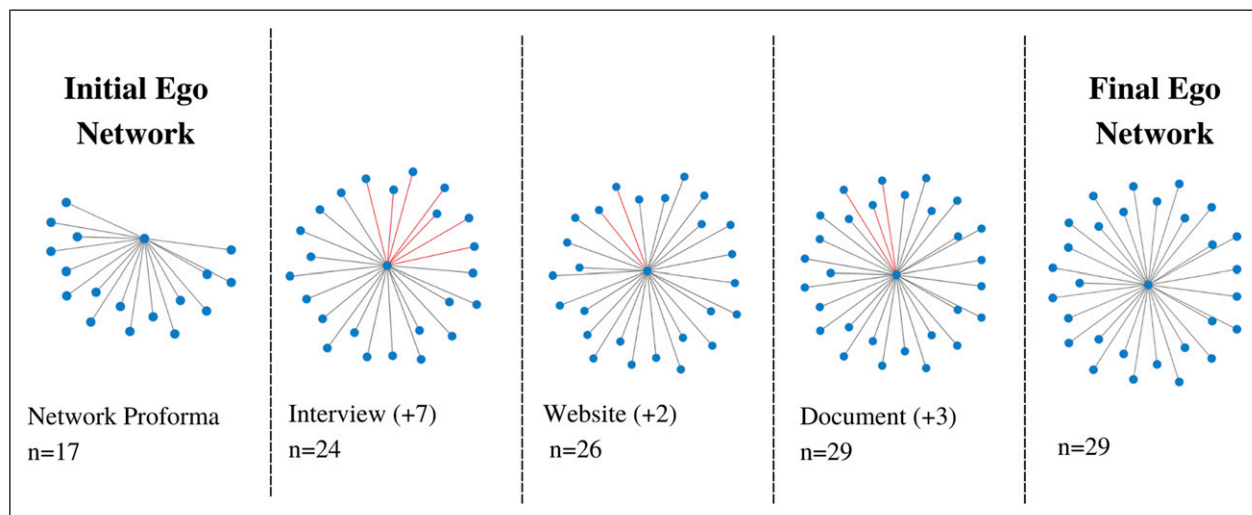 Initial Ego
Network
Network Proforma
n=17
Interview (+7)
n=24
Website (+2)
n=26
Document (+3)
n=29
Final Ego
Network
n=29